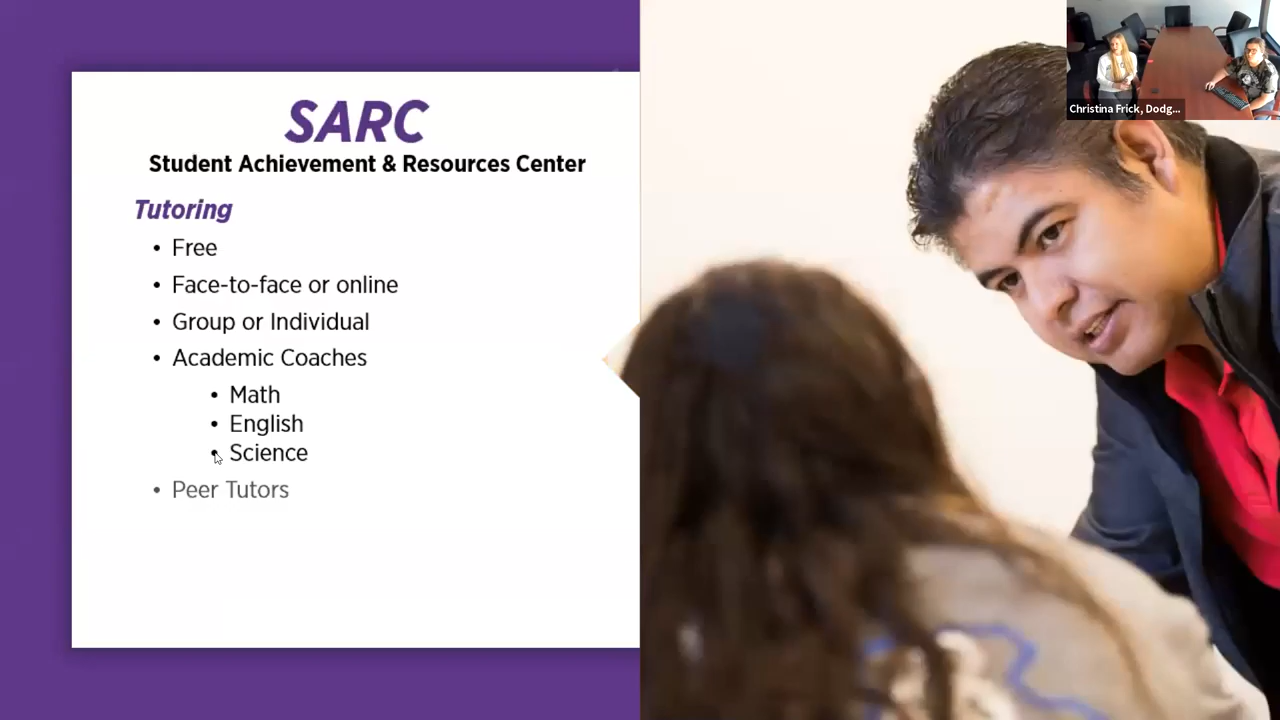 SARC
Student Achievement & Resources Center
Tutoring
• Free
• Face-to-face or online
• Group or Individual
• Academic Coaches
• Math
• English
• Science
• Peer Tutors
Christina Frick, Dodg...